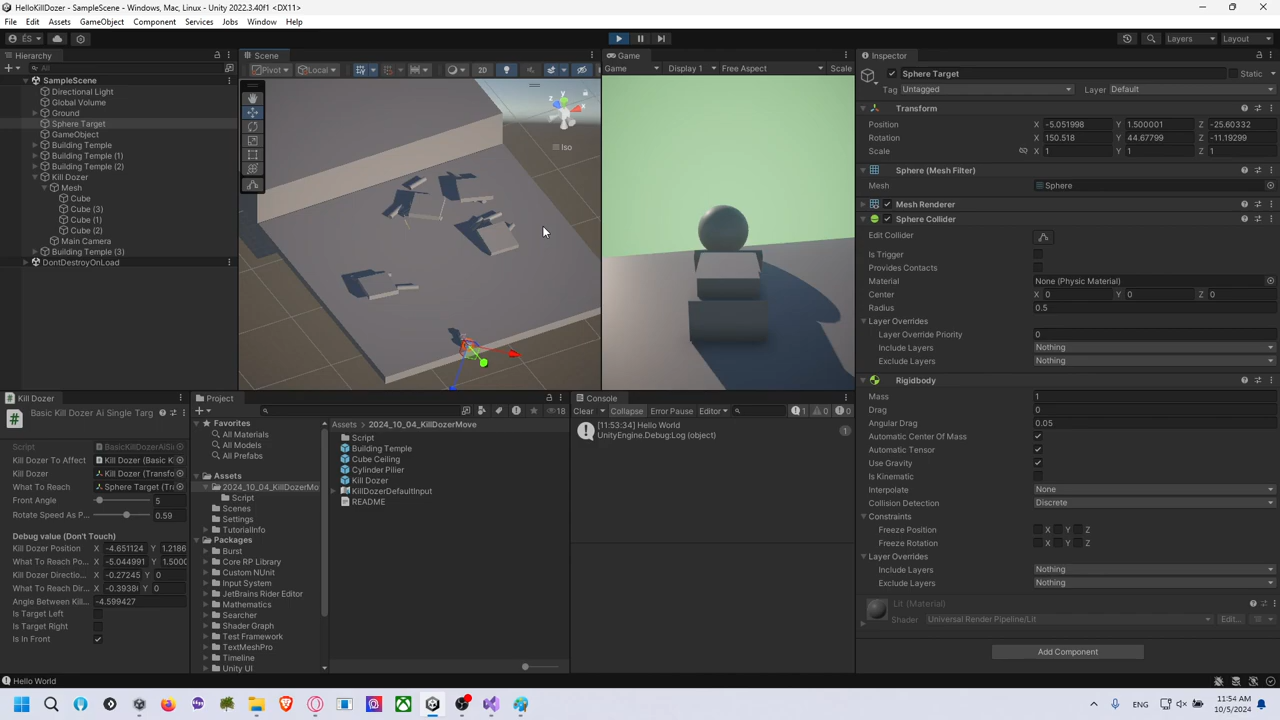 HelloKillDozer - SampleScene - Windows, Mac, Linux - Unity 2022.3.40f1 <DX11>
File Edit Assets GameObject Component Services Jobs Window Help
ÉS
Layers Layout
Hierarchy
All
SampleScene
Directional Light
Global Volume
Ground
Sphere Target
GameObject
Building Temple
Building Temple (1)
Building Temple (2)
Kill Dozer
Mesh
Cube
Cube (3)
Cube (1)
Cube (2)
Main Camera
Building Temple (3)
DontDestroyOnLoad
Scene
Pivot Local 2D
y
x
z
Iso
Game
Game Display 1 Free Aspect Scale
Inspector
Sphere Target Static
Tag Untagged Layer Default
Transform
Position X -5.051998 Y 1.500001 Z -25.60332
Rotation X 150.518 Y 44.67799 Z -11.19299
Scale X 1 Y 1 Z 1
Sphere (Mesh Filter)
Mesh Sphere
Mesh Renderer
Sphere Collider
Edit Collider
Is Trigger
Provides Contacts
Material None (Physic Material)
Center X 0 Y 0 Z 0
Radius 0.5
Layer Overrides
Layer Override Priority 0
Include Layers Nothing
Exclude Layers Nothing
Rigidbody
Mass 1
Drag 0
Angular Drag 0.05
Automatic Center Of Mass
Automatic Tensor
Use Gravity
Is Kinematic
Interpolate None
Collision Detection Discrete
Constraints
Freeze Position X Y Z
Freeze Rotation X Y Z
Layer Overrides
Include Layers Nothing
Exclude Layers Nothing
Lit (Material)
Shader Universal Render Pipeline/Lit Edit...
Add Component
Kill Dozer
Basic Kill Dozer Ai Single Targ
Script BasicKillDozerAiSin
Kill Dozer To Affect Kill Dozer (Basic K
Kill Dozer Kill Dozer (Transfo
What To Reach Sphere Target (Tra
Front Angle 5
Rotate Speed As P... 0.59
Debug value (Don't Touch)
Kill Dozer Position X -4.651124 Y 1.2186
What To Reach Po... X -5.044991 Y 1.5000
Kill Dozer Directio... X -0.27245 Y 0
What To Reach Dir... X -0.3938 Y 0
Angle Between Kill... -4.599427
Is Target Left
Is Target Right
Is In Front
Project
18
Favorites
All Materials
All Models
All Prefabs
Assets
2024_10_04_KillDozerMo
Script
Scenes
Settings
TutorialInfo
Packages
Burst
Core RP Library
Custom NUnit
Input System
JetBrains Rider Editor
Mathematics
Searcher
Shader Graph
Test Framework
TextMeshPro
Timeline
Unity UI
Assets > 2024_10_04_KillDozerMove
Script
Building Temple
Cube Ceiling
Cylinder Pilier
Kill Dozer
KillDozerDefaultInput
README
Console
Clear Collapse Error Pause Editor 1 0 0
[11:53:34] Hello World
UnityEngine.Debug:Log (object)
1
Hello World
ENG
11:54 AM
10/5/2024